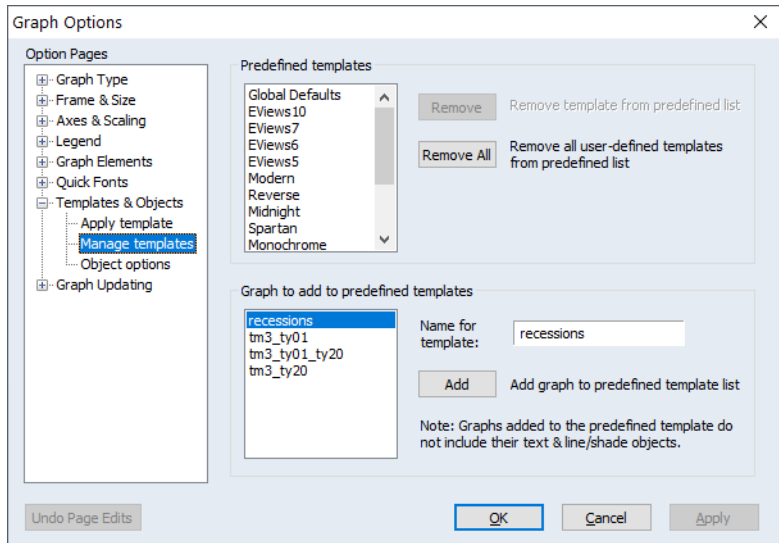 Graph Options
Option Pages
Graph Type
Frame & Size
Axes & Scaling
Legend
Graph Elements
Quick Fonts
Templates & Objects
Apply template
Manage templates
Object options
Graph Updating
Predefined templates
Global Defaults
EViews10
EViews7
EViews6
EViews5
Modern
Reverse
Midnight
Spartan
Monochrome
Remove
Remove template from predefined list
Remove All
Remove all user-defined templates
from predefined list
Graph to add to predefined templates
recessions
tm3_ty01
tm3_ty01_ty20
tm3_ty20
Name for
template:
recessions
Add
Add graph to predefined template list
Note: Graphs added to the predefined template do
not include their text & line/shade objects.
Undo Page Edits
OK
Cancel
Apply